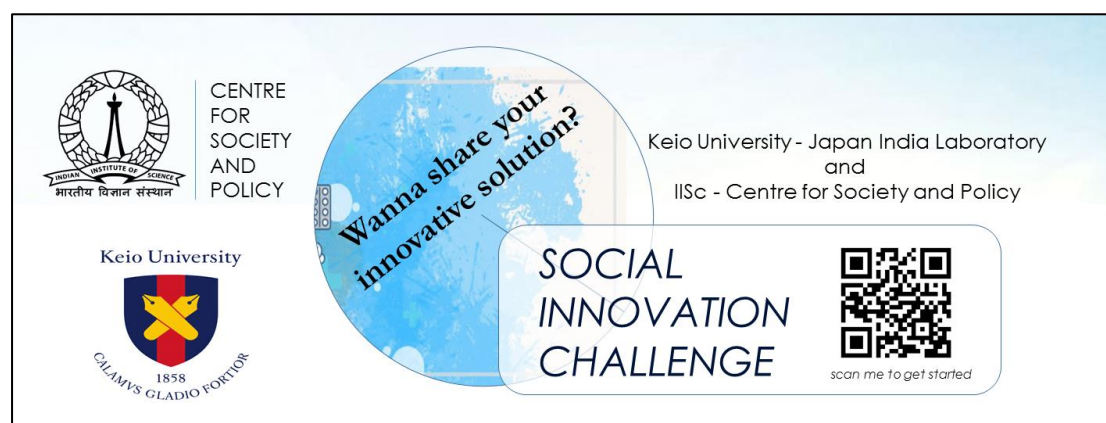 CENTRE
FOR
SOCIETY
AND
POLICY
INDIAN INSTITUTE OF SCIENCE
भारतीय विज्ञान संस्थान
Wanna share your
innovative solution?
Keio University - Japan India Laboratory
and
IISc - Centre for Society and Policy
Keio University
1858
CALAMVS GLADIO FORTIOR
SOCIAL
INNOVATION
CHALLENGE
scan me to get started